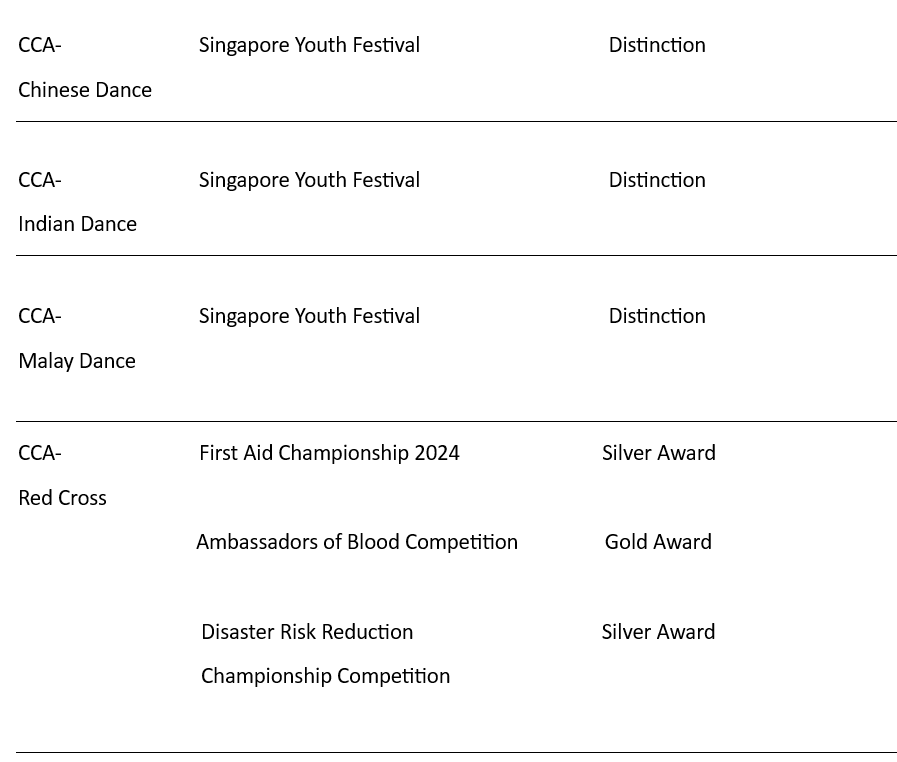 CCA- Singapore Youth Festival Distinction
Chinese Dance
CCA- Singapore Youth Festival Distinction
Indian Dance
CCA- Singapore Youth Festival Distinction
Malay Dance
CCA- First Aid Championship 2024 Silver Award
Red Cross
Ambassadors of Blood Competition Gold Award
Disaster Risk Reduction Silver Award
Championship Competition